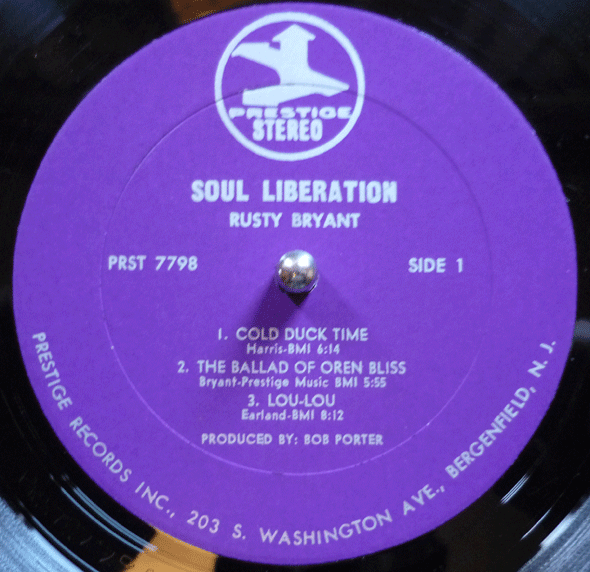 PRESTIGE
STEREO
SOUL LIBERATION
RUSTY BRYANT
PRST 7798
SIDE 1
1. COLD DUCK TIME
Harris-BMI 6:14
2. THE BALLAD OF OREN BLISS
Bryant-Prestige Music BMI 5:55
3. LOU-LOU
Earland-BMI 8:12
PRODUCED BY: BOB PORTER
PRESTIGE RECORDS INC., 203 S. WASHINGTON AVE., BERGENFIELD, N. J.